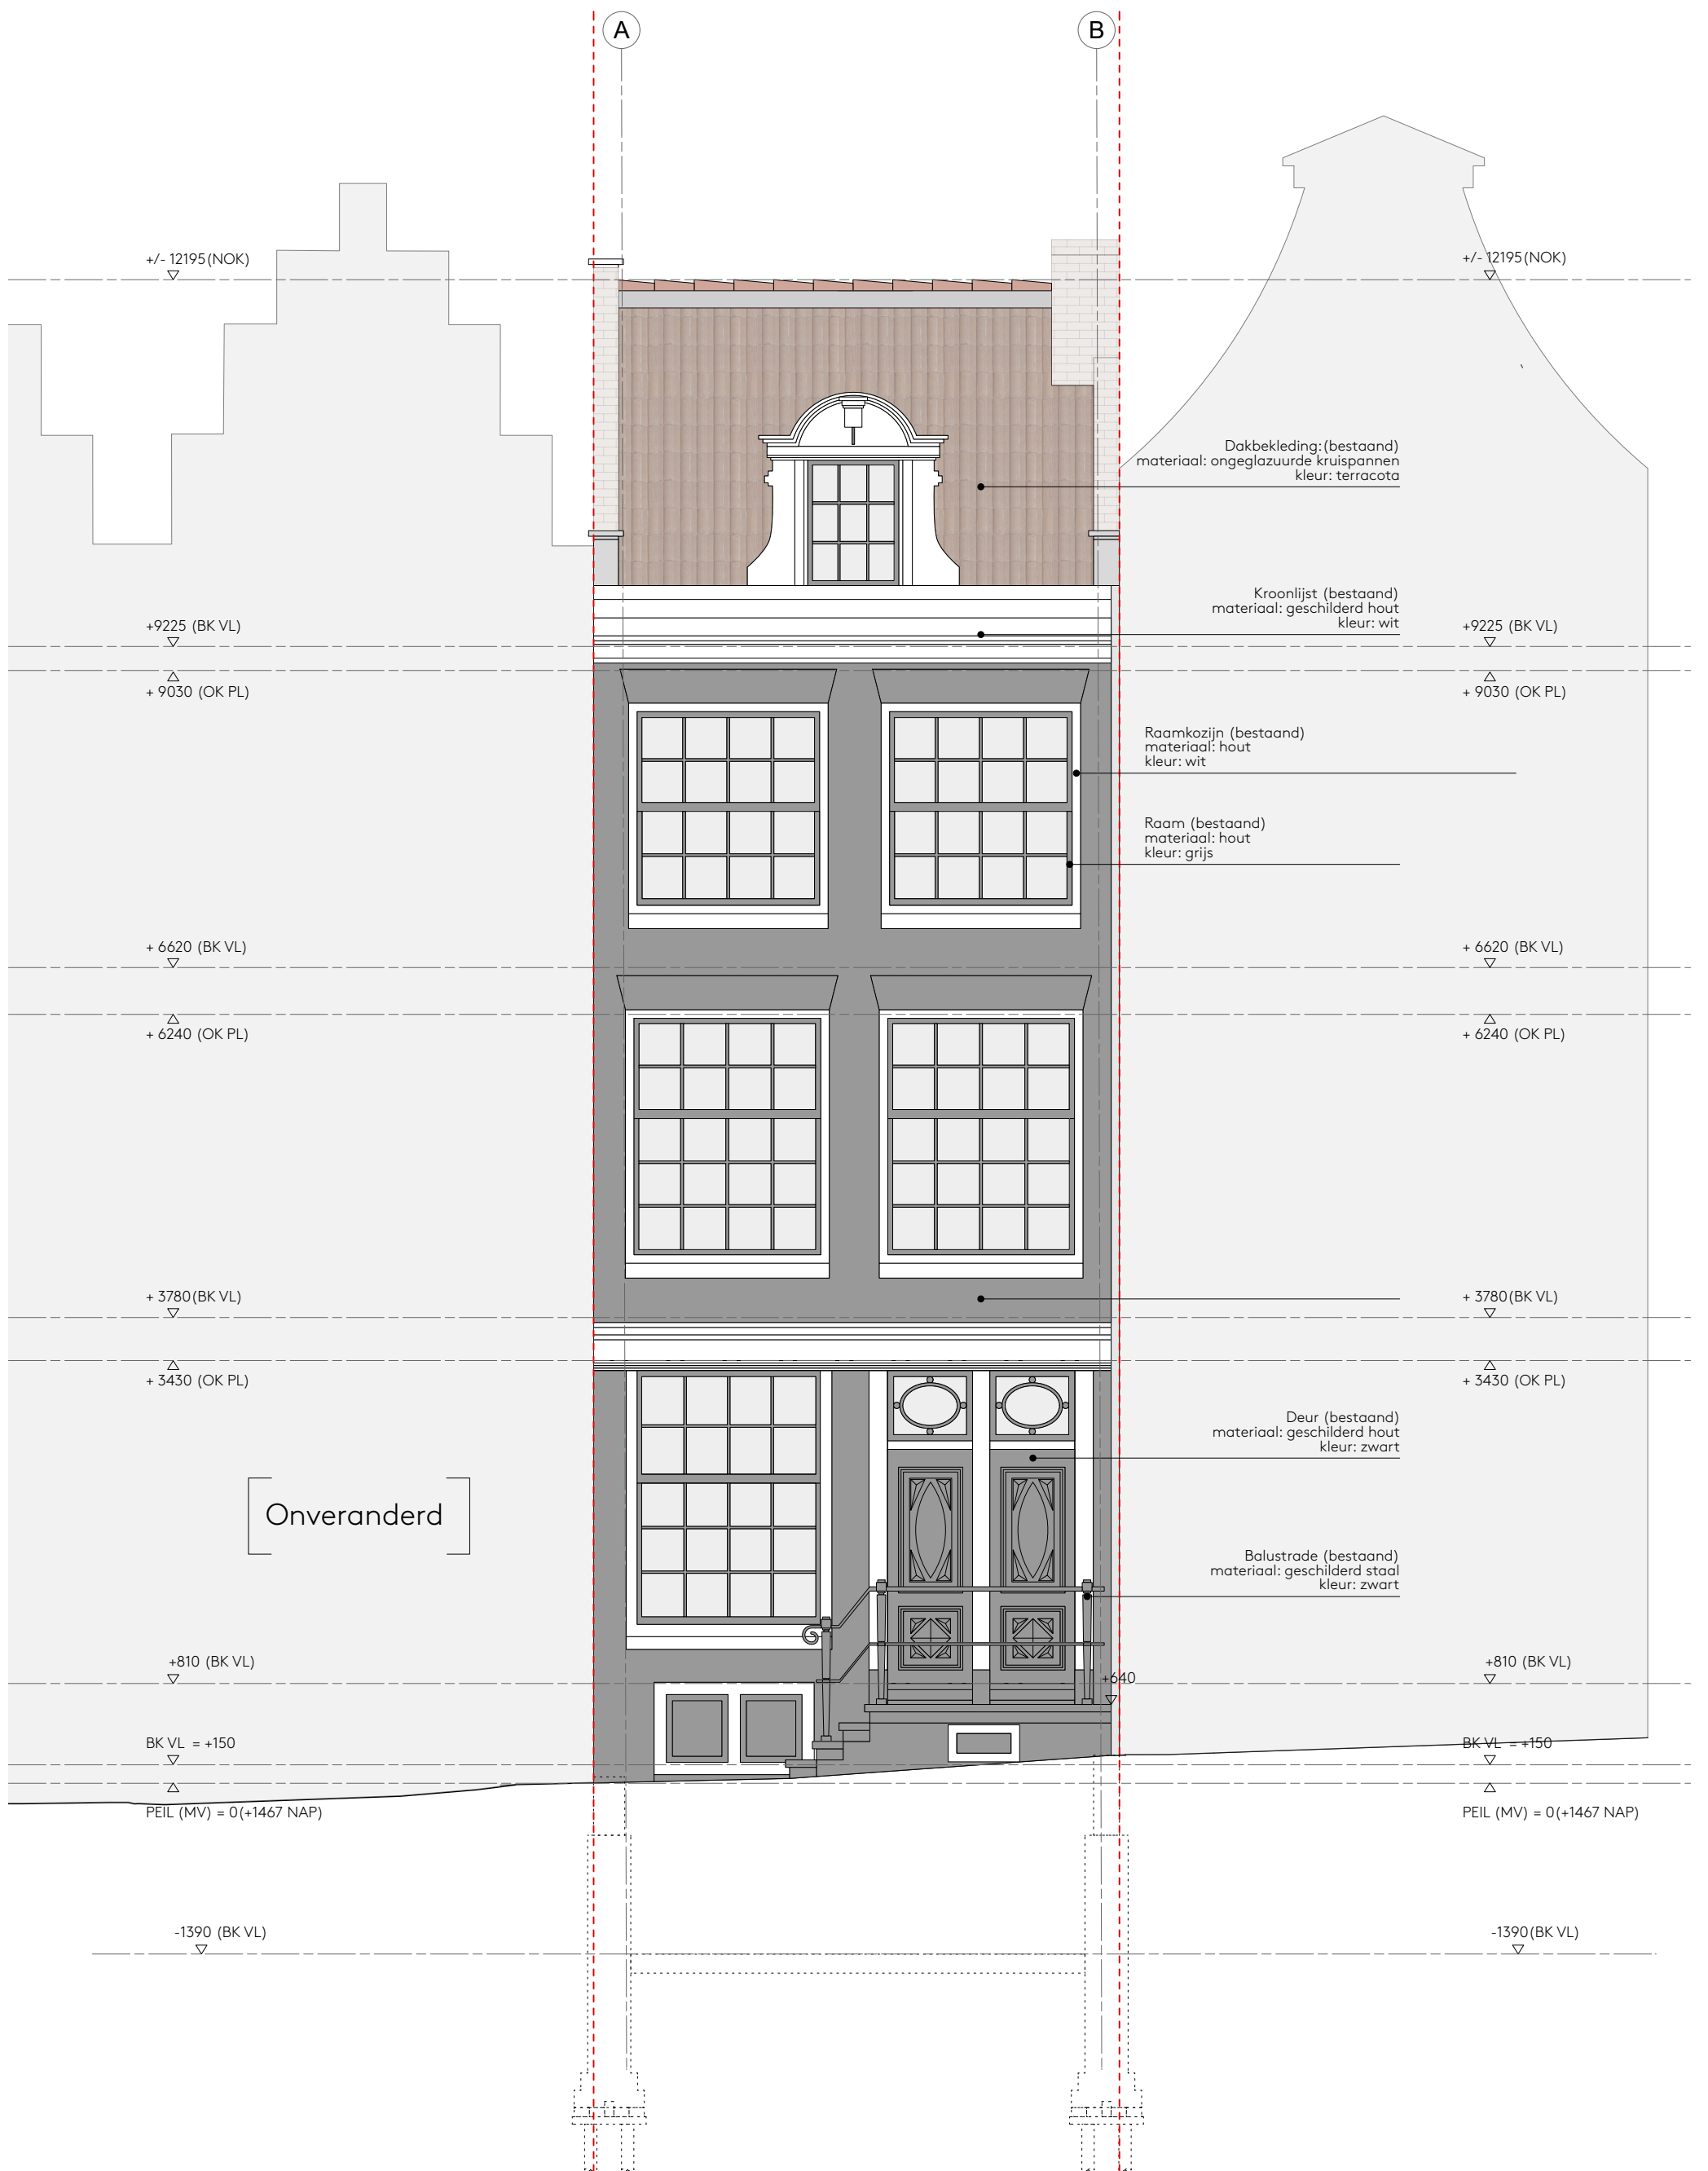 A
B
+/- 12195(NOK)
+/- 12195(NOK)
Dakbekleding:(bestaand)
materiaal: ongeglazuurde kruispannen
kleur: terracota
Kroonlijst (bestaand)
materiaal: geschilderd hout
kleur: wit
+9225 (BK VL)
+9225 (BK VL)
+ 9030 (OK PL)
+ 9030 (OK PL)
Raamkozijn (bestaand)
materiaal: hout
kleur: wit
Raam (bestaand)
materiaal: hout
kleur: grijs
+ 6620 (BK VL)
+ 6620 (BK VL)
+ 6240 (OK PL)
+ 6240 (OK PL)
+ 3780(BK VL)
+ 3780(BK VL)
+ 3430 (OK PL)
+ 3430 (OK PL)
Deur (bestaand)
materiaal: geschilderd hout
kleur: zwart
Onveranderd
Balustrade (bestaand)
materiaal: geschilderd staal
kleur: zwart
+810 (BK VL)
+810 (BK VL)
+640
BK VL = +150
BK VL = +150
PEIL (MV) = 0(+1467 NAP)
PEIL (MV) = 0(+1467 NAP)
-1390 (BK VL)
-1390(BK VL)